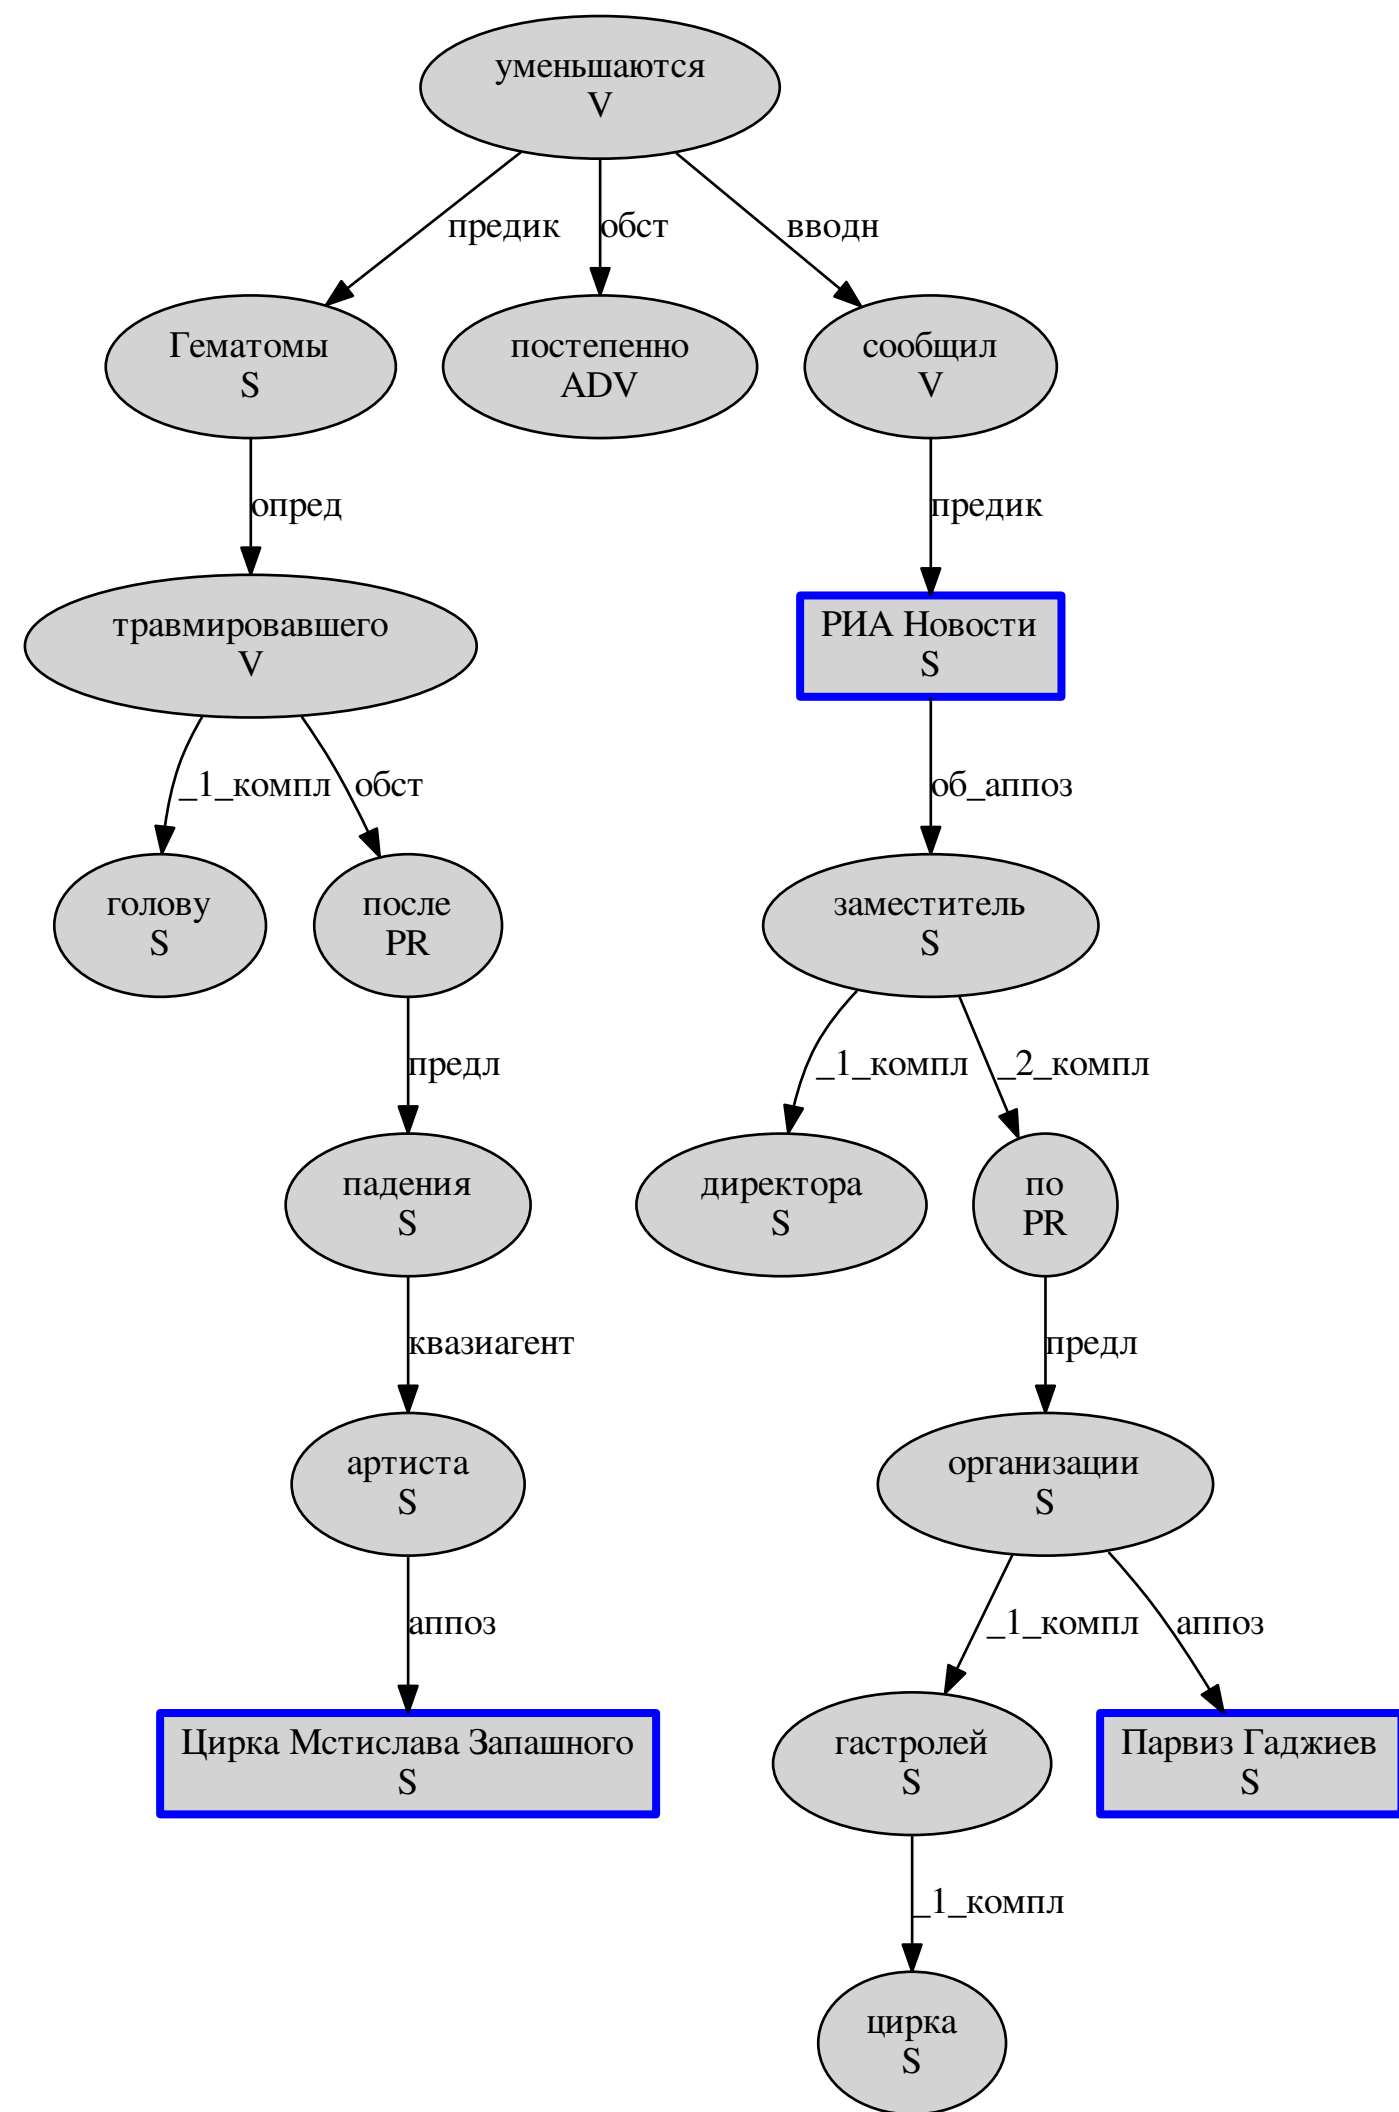 уменьшаются
V
предик
обст
вводн
Гематомы
S
постепенно
ADV
сообщил
V
опред
предик
травмировавшего
V
РИА Новости
S
_1_компл
обст
об_аппоз
голову
S
после
PR
заместитель
S
предл
_1_компл
_2_компл
падения
S
директора
S
по
PR
квазиагент
предл
артиста
S
организации
S
аппоз
_1_компл
аппоз
Цирка Мстислава Запашного
S
гастролей
S
Парвиз Гаджиев
S
_1_компл
цирка
S